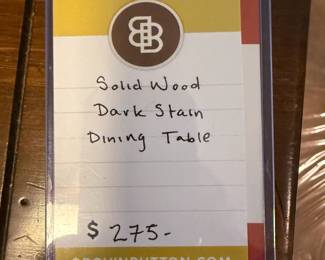 Solid Wood
Dark Stain
Dining Table
$ 275-